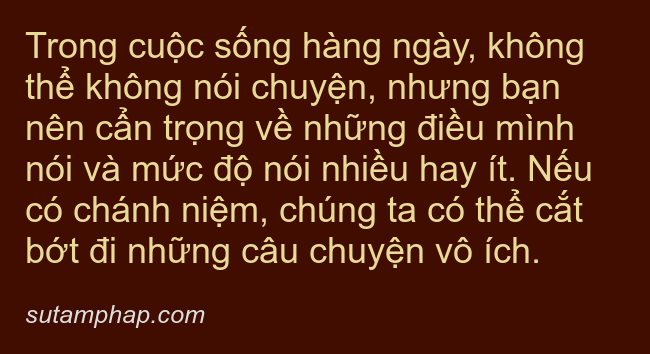 Trong cuộc sống hàng ngày, không
thể không nói chuyện, nhưng bạn
nên cẩn trọng về những điều mình
nói và mức độ nói nhiều hay ít. Nếu
có chánh niệm, chúng ta có thể cắt
bớt đi những câu chuyện vô ích.
sutamphap.com